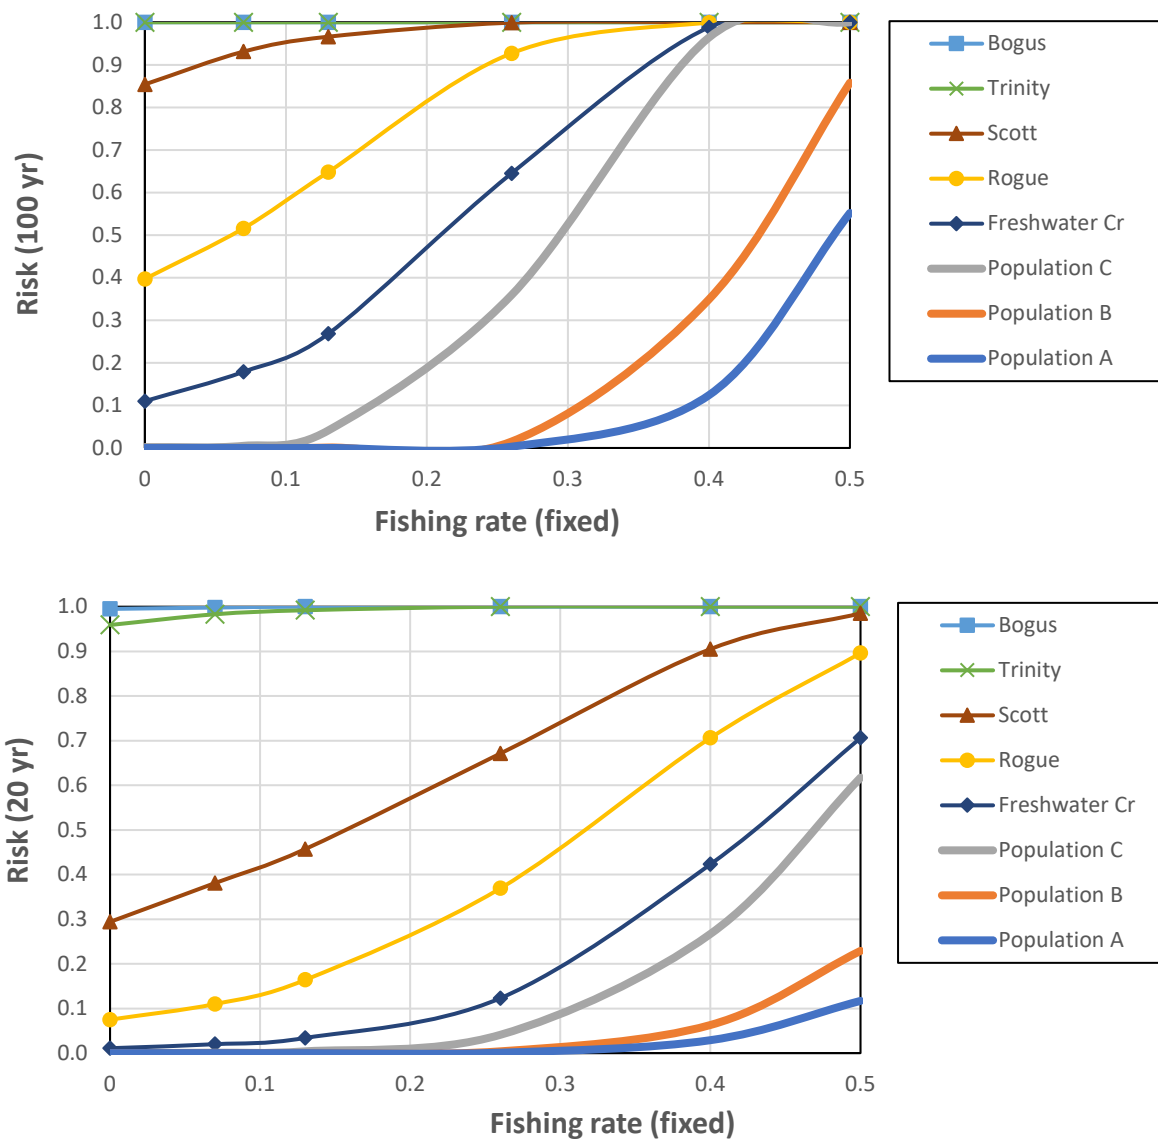 1.0
0.9
0.8
0.7
0.6
0.5
0.4
0.3
0.2
0.1
0.0
Risk (100 yr)
0 0.1 0.2 0.3 0.4 0.5
Fishing rate (fixed)
Bogus
Trinity
Scott
Rogue
Freshwater Cr
Population C
Population B
Population A
1.0
0.9
0.8
0.7
0.6
0.5
0.4
0.3
0.2
0.1
0.0
Risk (20 yr)
0 0.1 0.2 0.3 0.4 0.5
Fishing rate (fixed)
Bogus
Trinity
Scott
Rogue
Freshwater Cr
Population C
Population B
Population A